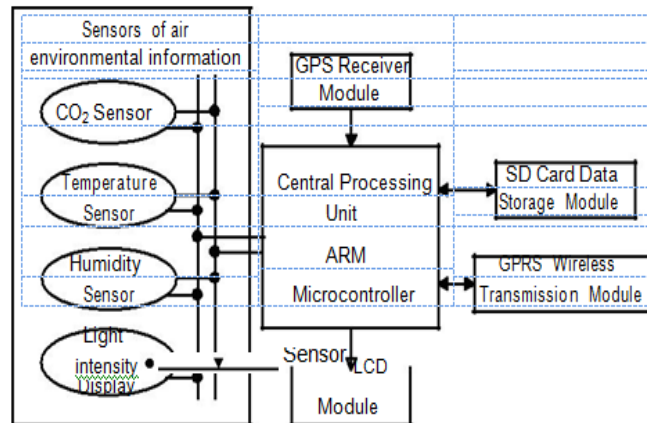 Sensors of air
environmental information
CO2 Sensor
Temperature
Sensor
Humidity
Sensor
Light
intensity
Display
GPS Receiver
Module
Central Processing
Unit
ARM
Microcontroller
SD Card Data
Storage Module
GPRS Wireless
Transmission Module
Sensor
LCD
Module